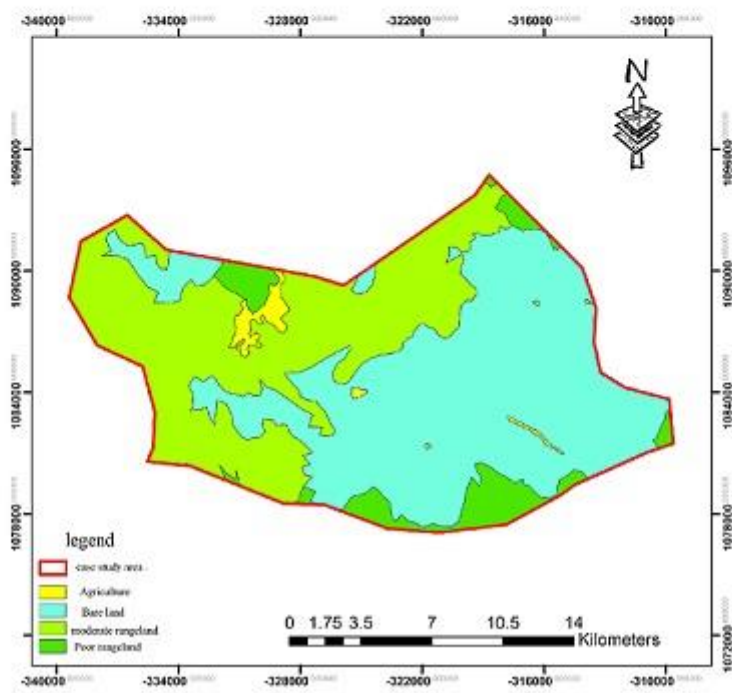 -340000 -334000 -328000 -322000 -316000 -310000
N
1096000 1096000
1090000 1090000
1084000 1084000
1078000 1078000
legend
case study area
Agriculture
Bare land
moderate rangeland
Poor rangeland
0 1.75 3.5 7 10.5 14
Kilometers
1072000
-340000 -334000 -328000 -322000 -316000 -310000